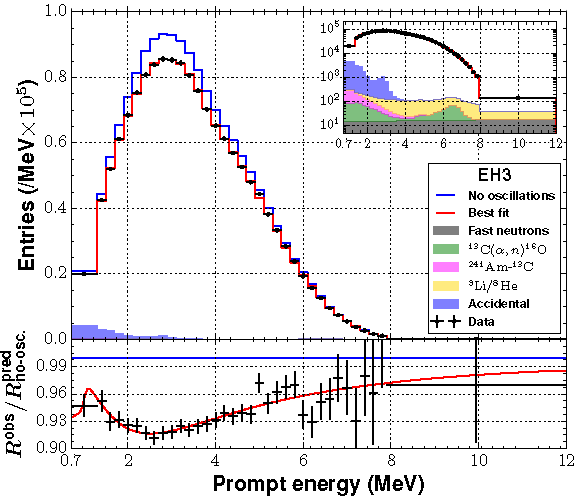 Entries (/MeV×10⁵)
1.0
0.8
0.6
0.4
0.2
0.0
10⁵
10⁴
10³
10²
10¹
0.7 2 4 6 8 10 12
EH3
No oscillations
Best fit
Fast neutrons
¹³C(α, n)¹⁶O
²⁴¹Am-¹³C
⁹Li/⁸He
Accidental
Data
R^obs / R^pred_no-osc.
0.99
0.96
0.93
0.90
0.7 2 4 6 8 10 12
Prompt energy (MeV)